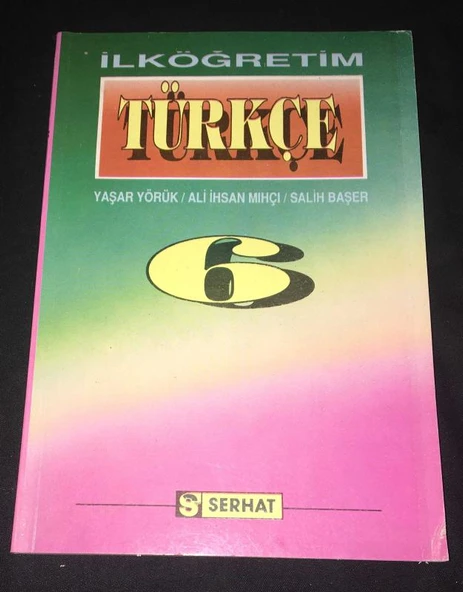 İLKÖĞRETİM
TÜRKÇE
YAŞAR YÖRÜK / ALİ İHSAN MIHÇI / SALİH BAŞER
6
S SERHAT